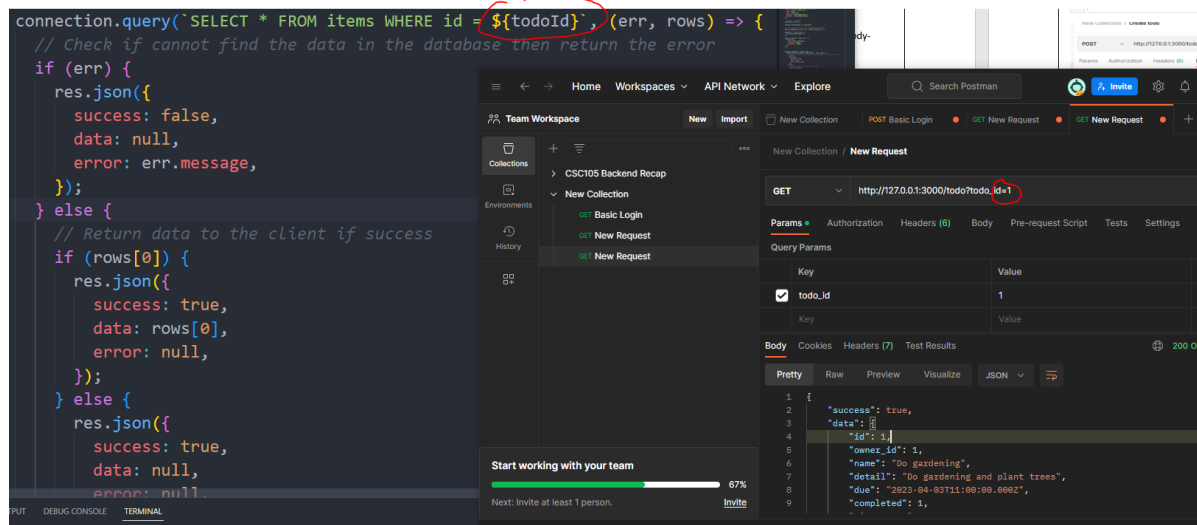 connection.query(`SELECT * FROM items WHERE id = ${todoId}`, (err, rows) => {
// Check if cannot find the data in the database then return the error
if (err) {
res.json({
success: false,
data: null,
error: err.message,
});
} else {
// Return data to the client if success
if (rows[0]) {
res.json({
success: true,
data: rows[0],
error: null,
});
} else {
res.json({
success: true,
data: null,
error: null,
TPUT DEBUG CONSOLE TERMINAL
dy-
New Collection / Create todo
POST http://127.0.0.1:3000/todo
Params Authorization Headers (8)
Home Workspaces API Network Explore Search Postman Invite
Team Workspace New Import New Collection POST Basic Login GET New Request GET New Request
Collections
Environments
History
CSC105 Backend Recap
New Collection
GET Basic Login
GET New Request
GET New Request
Start working with your team
67%
Next: Invite at least 1 person. Invite
New Collection / New Request
GET http://127.0.0.1:3000/todo?todo_id=1
Params Authorization Headers (6) Body Pre-request Script Tests Settings
Query Params
Key Value
todo_id 1
Key Value
Body Cookies Headers (7) Test Results 200 O
Pretty Raw Preview Visualize JSON
1 {
2 "success": true,
3 "data": {
4 "id": 1,
5 "owner_id": 1,
6 "name": "Do gardening",
7 "detail": "Do gardening and plant trees",
8 "due": "2023-04-03T11:00:00.000Z",
9 "completed": 1,